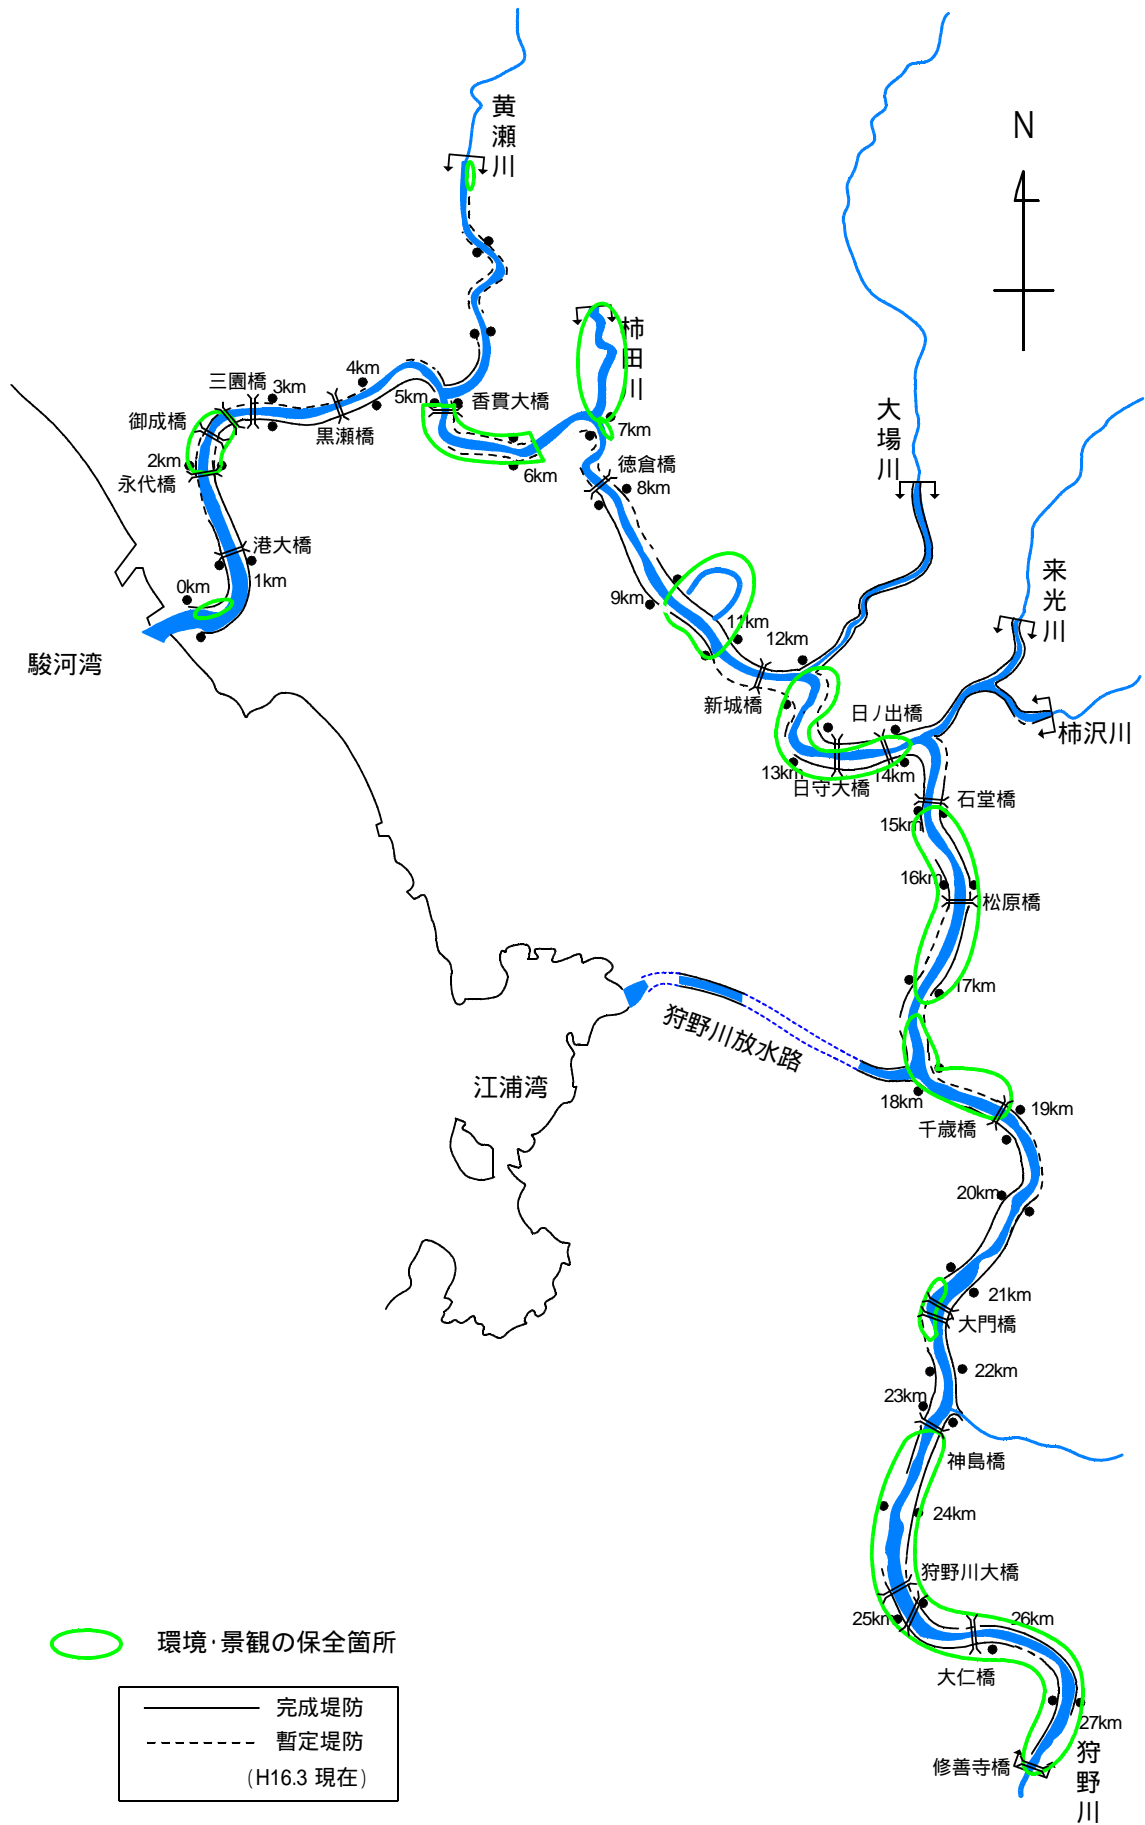 黄瀬川
N
柿田川
4km
三園橋
3km
5km
香貫大橋
御成橋
黒瀬橋
7km
大場川
2km
6km
徳倉橋
永代橋
8km
港大橋
来光川
0km
1km
9km
11km
12km
駿河湾
新城橋
日ノ出橋
柿沢川
13km
14km
日守大橋
石堂橋
15km
16km
松原橋
17km
狩野川放水路
江浦湾
18km
19km
千歳橋
20km
21km
大門橋
22km
23km
神島橋
24km
狩野川大橋
25km
26km
環境・景観の保全箇所
大仁橋
完成堤防
27km
暫定堤防
修善寺橋
狩野川
(H16.3 現在)